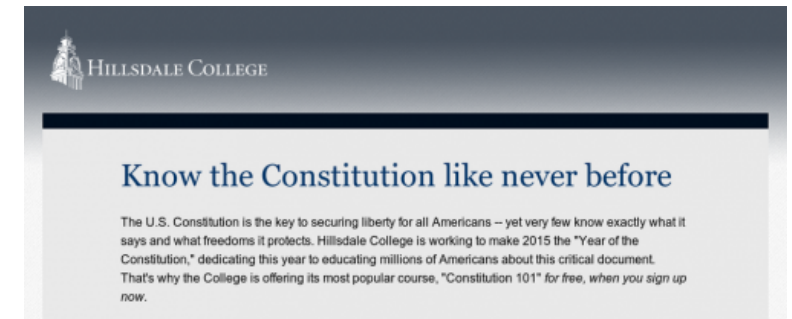 HILLSDALE COLLEGE
Know the Constitution like never before
The U.S. Constitution is the key to securing liberty for all Americans – yet very few know exactly what it
says and what freedoms it protects. Hillsdale College is working to make 2015 the "Year of the
Constitution," dedicating this year to educating millions of Americans about this critical document.
That's why the College is offering its most popular course, "Constitution 101" for free, when you sign up
now.